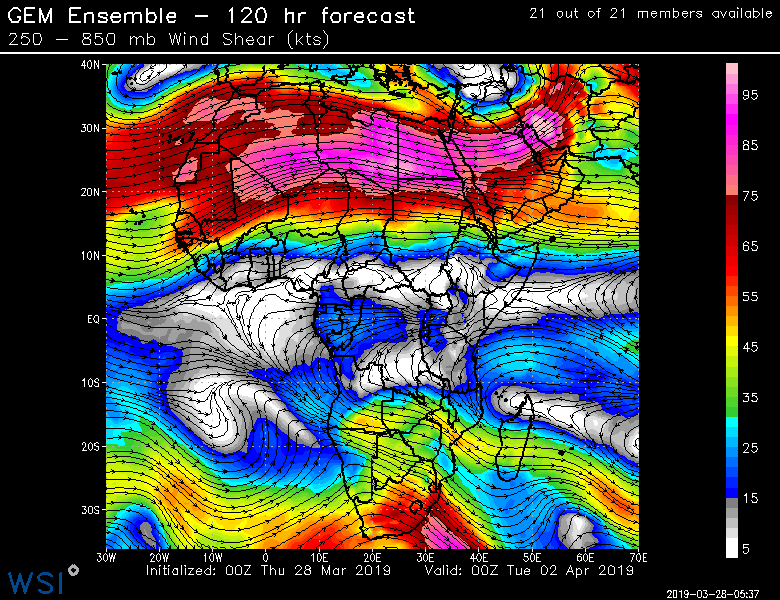 GEM Ensemble – 120 hr forecast
21 out of 21 members available
250 – 850 mb Wind Shear (kts)
40N
30N
20N
10N
EQ
10S
20S
30S
30W 20W 10W 0 10E 20E 30E 40E 50E 60E 70E
95
85
75
65
55
45
35
25
15
5
Initialized: 00Z Thu 28 Mar 2019 Valid: 00Z Tue 02 Apr 2019
WSI
2019-03-28-05:37